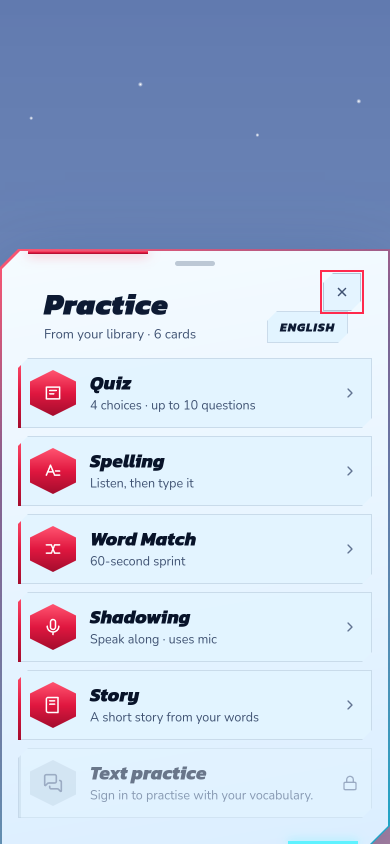 Practice
From your library · 6 cards
ENGLISH
Quiz
4 choices · up to 10 questions
Spelling
Listen, then type it
Word Match
60-second sprint
Shadowing
Speak along · uses mic
Story
A short story from your words
Text practice
Sign in to practise with your vocabulary.